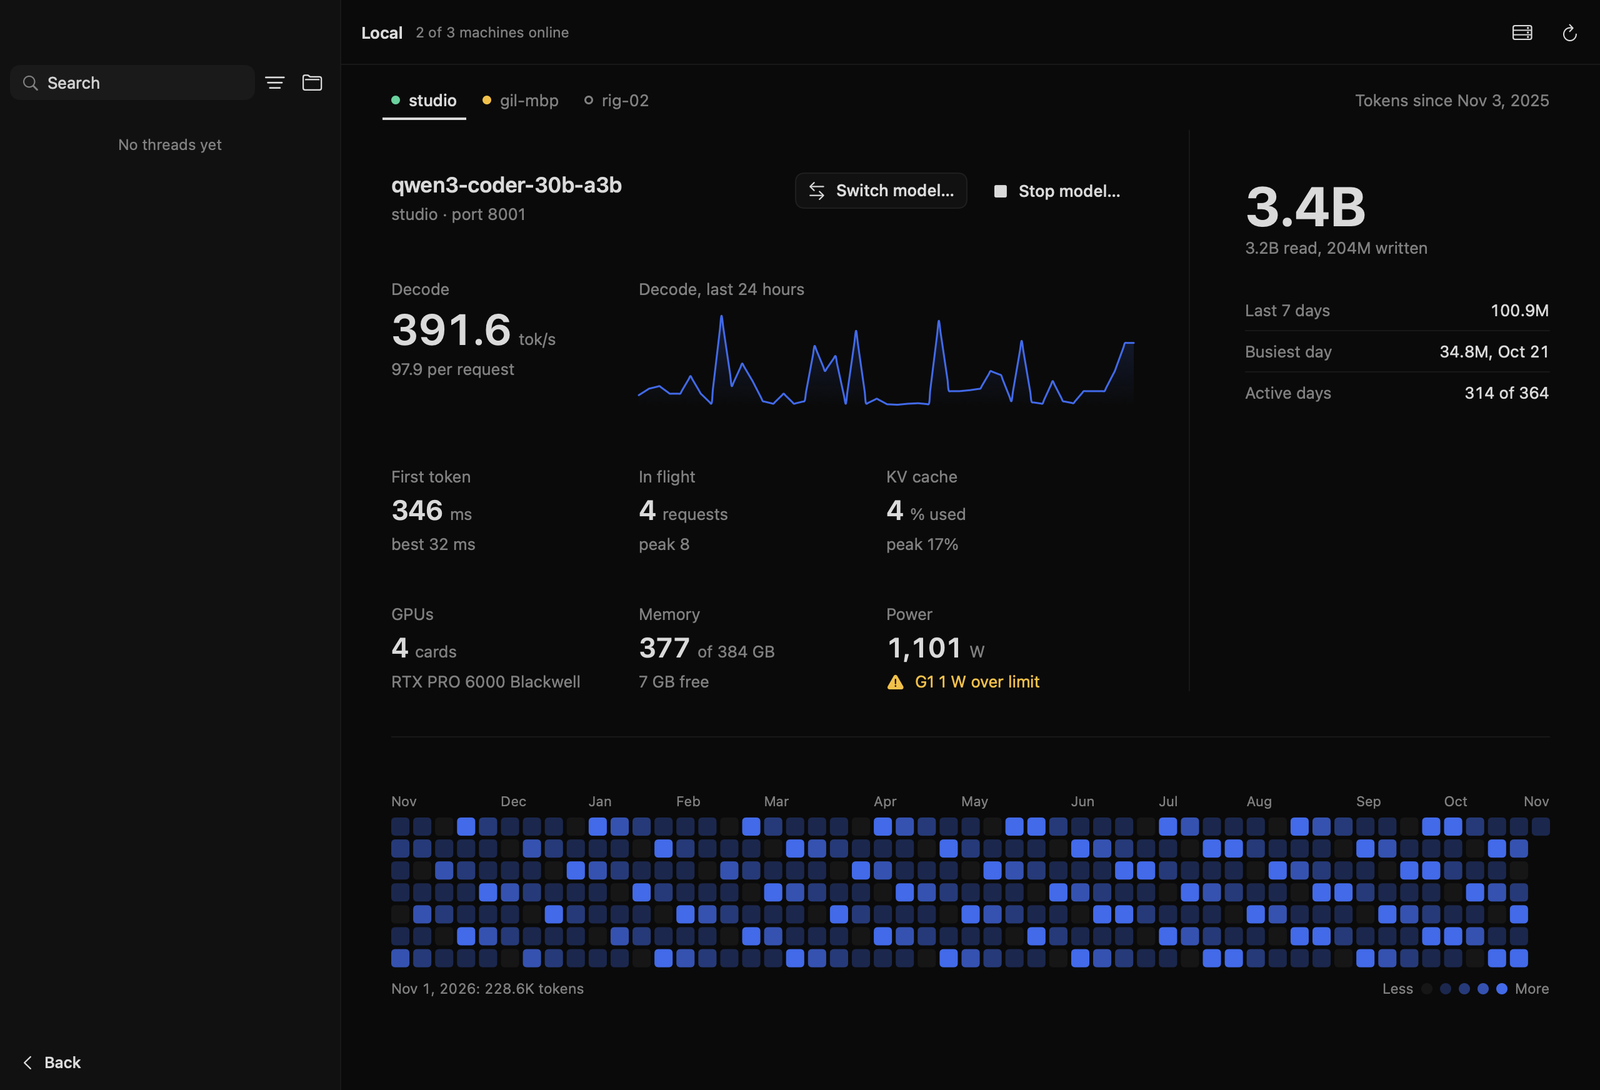 Local 2 of 3 machines online
Search
No threads yet
studio gil-mbp rig-02
Tokens since Nov 3, 2025
qwen3-coder-30b-a3b
studio · port 8001
Switch model...
Stop model...
3.4B
3.2B read, 204M written
Last 7 days 100.9M
Busiest day 34.8M, Oct 21
Active days 314 of 364
Decode
391.6 tok/s
97.9 per request
Decode, last 24 hours
First token
346 ms
best 32 ms
In flight
4 requests
peak 8
KV cache
4 % used
peak 17%
GPUs
4 cards
RTX PRO 6000 Blackwell
Memory
377 of 384 GB
7 GB free
Power
1,101 W
G1 1 W over limit
Nov Dec Jan Feb Mar Apr May Jun Jul Aug Sep Oct Nov
Nov 1, 2026: 228.6K tokens
Less More
Back